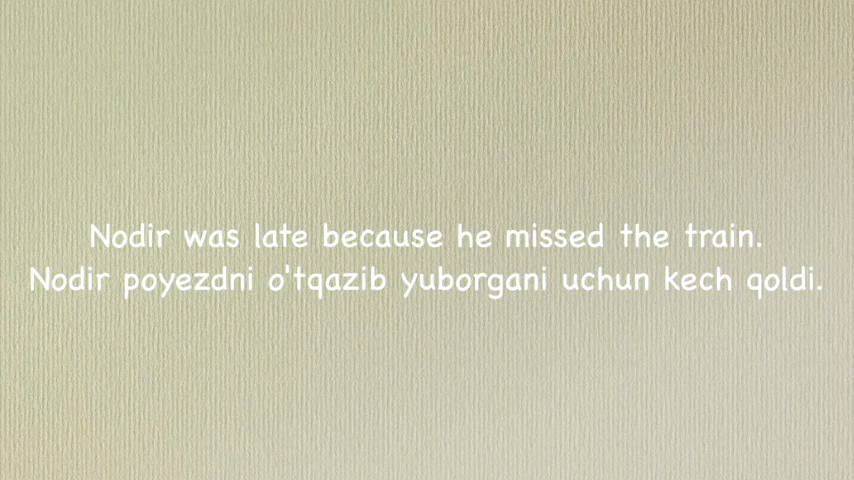 Nodir was late because he missed the train.
Nodir poyezdni o'tqazib yuborgani uchun kech qoldi.